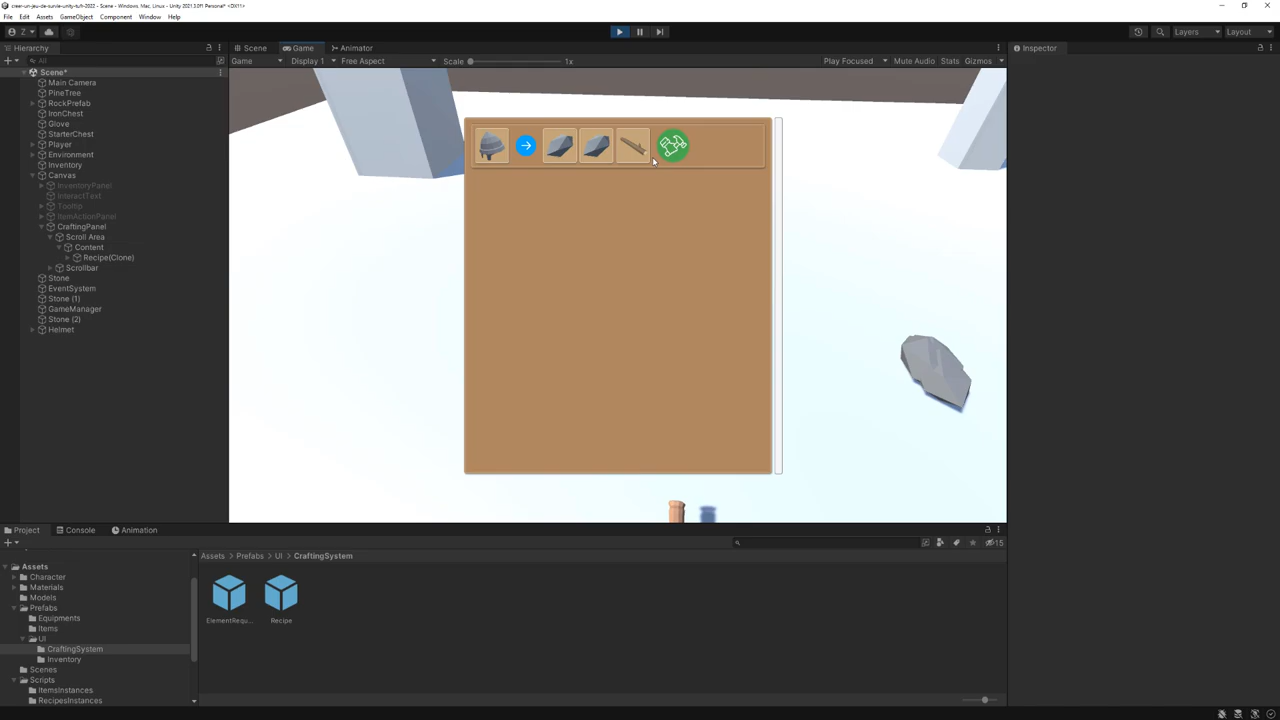 creer-un-jeu-de-survie-unity-tufr-2022 - Scene - Windows, Mac, Linux - Unity 2021.3.0f1 Personal* <DX11>
File Edit Assets GameObject Component Window Help
Z Layers Layout
Hierarchy Scene Game Animator Inspector
All Game Display 1 Free Aspect Scale 1x Play Focused Mute Audio Stats Gizmos
Scene*
Main Camera
PineTree
RockPrefab
IronChest
Glove
StarterChest
Player
Environment
Inventory
Canvas
InventoryPanel
InteractText
Tooltip
ItemActionPanel
CraftingPanel
Scroll Area
Content
Recipe(Clone)
Scrollbar
Stone
EventSystem
Stone (1)
GameManager
Stone (2)
Helmet
Project Console Animation
15
Assets > Prefabs > UI > CraftingSystem
Assets
Character
Materials
Models
Prefabs
Equipments
Items
UI
CraftingSystem
Inventory
Scenes
Scripts
ItemsInstances
RecipesInstances
ElementRequ... Recipe